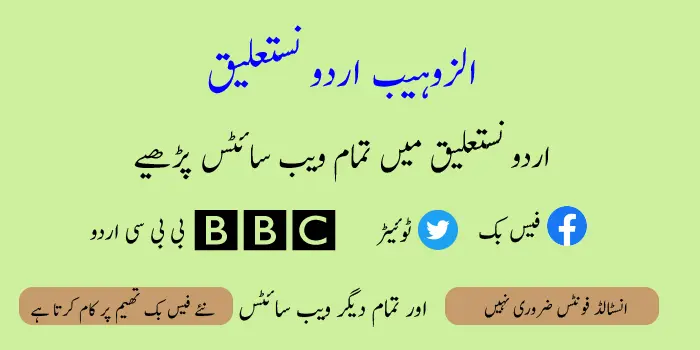 الزوہیب اردو نستعلیق
اردو نستعلیق میں تمام ویب سائٹس پڑھیے
فیس بک ٹوئیٹر BBC بی بی سی اردو
انسٹالڈ فونٹس ضروری نہیں اور تمام دیگر ویب سائٹس نئے فیس بک تھیم پر کام کرتا ہے